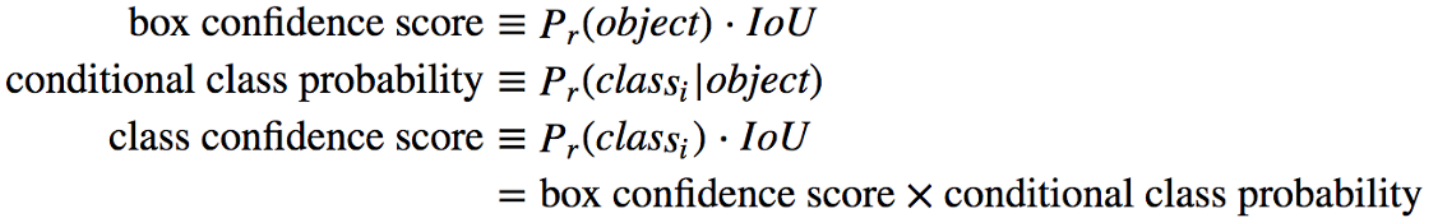 box confidence score ≡ Pᵣ(object) · IoU
conditional class probability ≡ Pᵣ(classᵢ|object)
class confidence score ≡ Pᵣ(classᵢ) · IoU
= box confidence score × conditional class probability